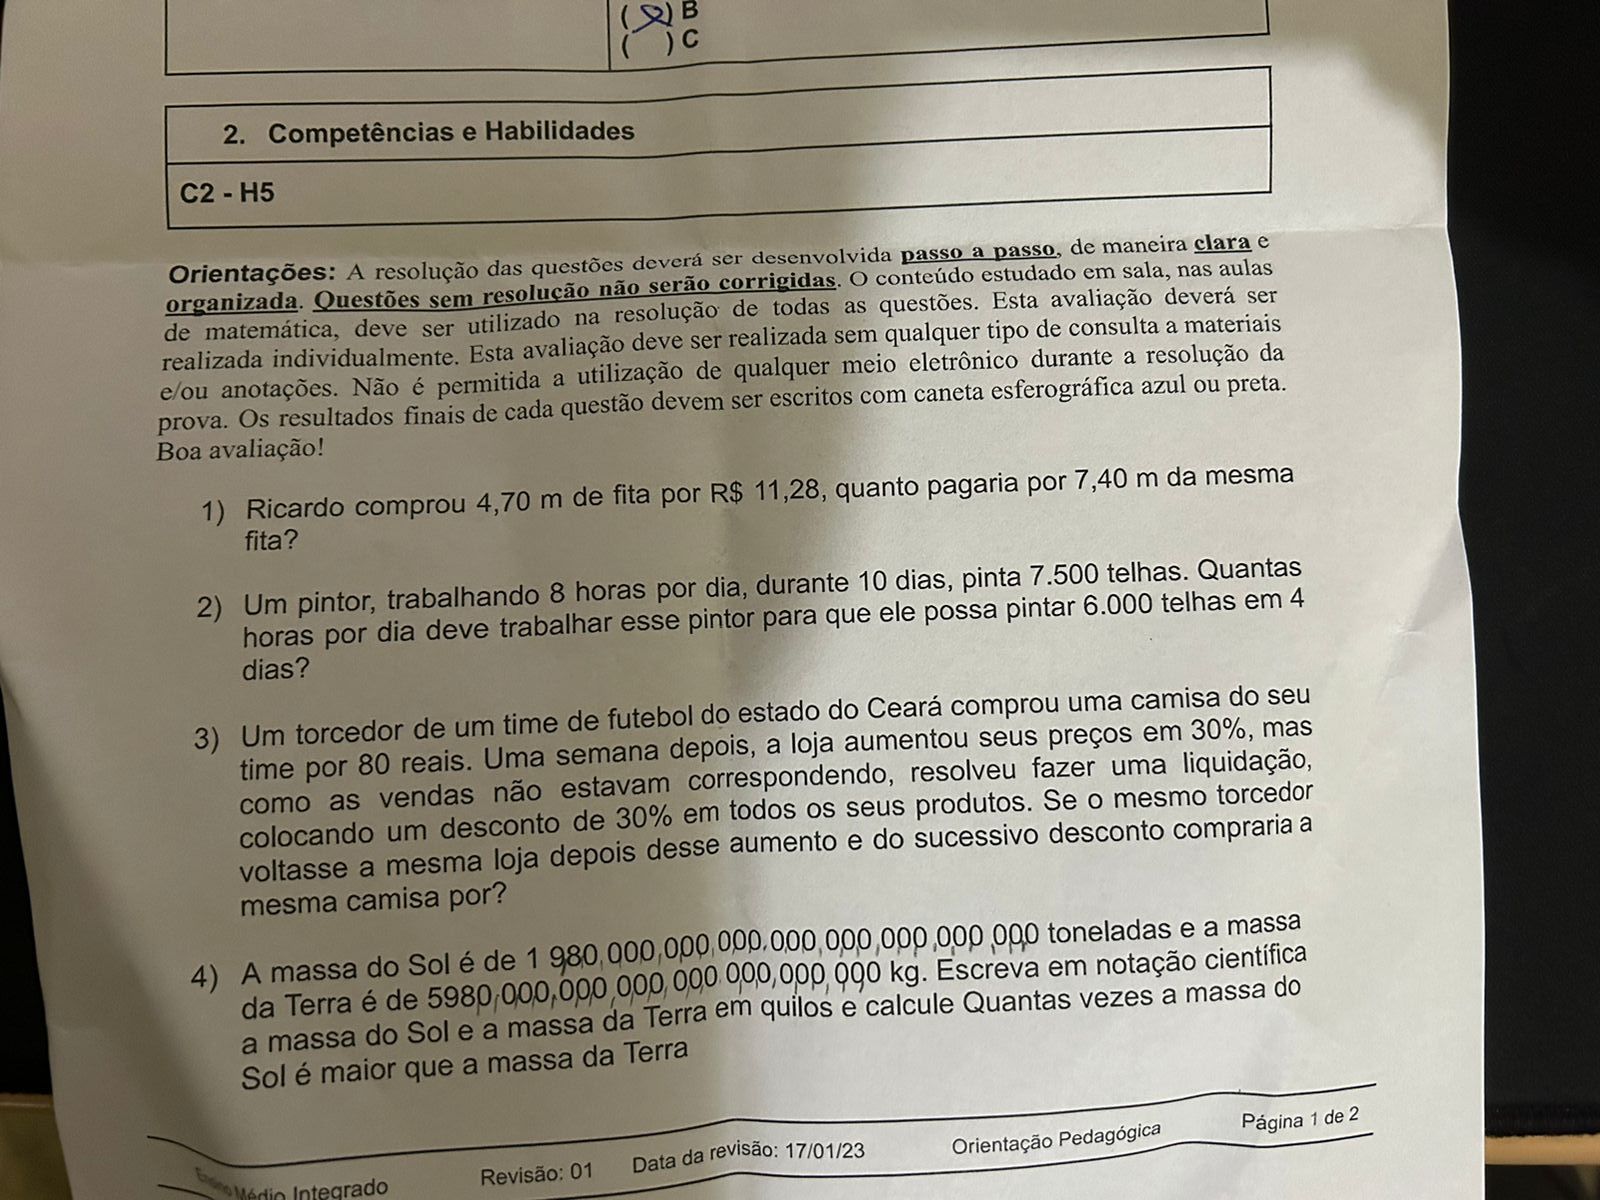 ( ) B
( ) C
2. Competências e Habilidades
C2 - H5
Orientações: A resolução das questões deverá ser desenvolvida passo a passo, de maneira clara e
organizada. Questões sem resolução não serão corrigidas. O conteúdo estudado em sala, nas aulas
de matemática, deve ser utilizado na resolução de todas as questões. Esta avaliação deverá ser
realizada individualmente. Esta avaliação deve ser realizada sem qualquer tipo de consulta a materiais
e/ou anotações. Não é permitida a utilização de qualquer meio eletrônico durante a resolução da
prova. Os resultados finais de cada questão devem ser escritos com caneta esferográfica azul ou preta.
Boa avaliação!
1) Ricardo comprou 4,70 m de fita por R$ 11,28, quanto pagaria por 7,40 m da mesma
fita?
2) Um pintor, trabalhando 8 horas por dia, durante 10 dias, pinta 7.500 telhas. Quantas
horas por dia deve trabalhar esse pintor para que ele possa pintar 6.000 telhas em 4
dias?
3) Um torcedor de um time de futebol do estado do Ceará comprou uma camisa do seu
time por 80 reais. Uma semana depois, a loja aumentou seus preços em 30%, mas
como as vendas não estavam correspondendo, resolveu fazer uma liquidação,
colocando um desconto de 30% em todos os seus produtos. Se o mesmo torcedor
voltasse a mesma loja depois desse aumento e do sucessivo desconto compraria a
mesma camisa por?
4) A massa do Sol é de 1 980,000,000,000,000,000,000,000,000 toneladas e a massa
da Terra é de 5980,000,000,000,000,000,000,000 kg. Escreva em notação científica
a massa do Sol e a massa da Terra em quilos e calcule Quantas vezes a massa do
Sol é maior que a massa da Terra
Ensino Médio Integrado Revisão: 01 Data da revisão: 17/01/23 Orientação Pedagógica Página 1 de 2